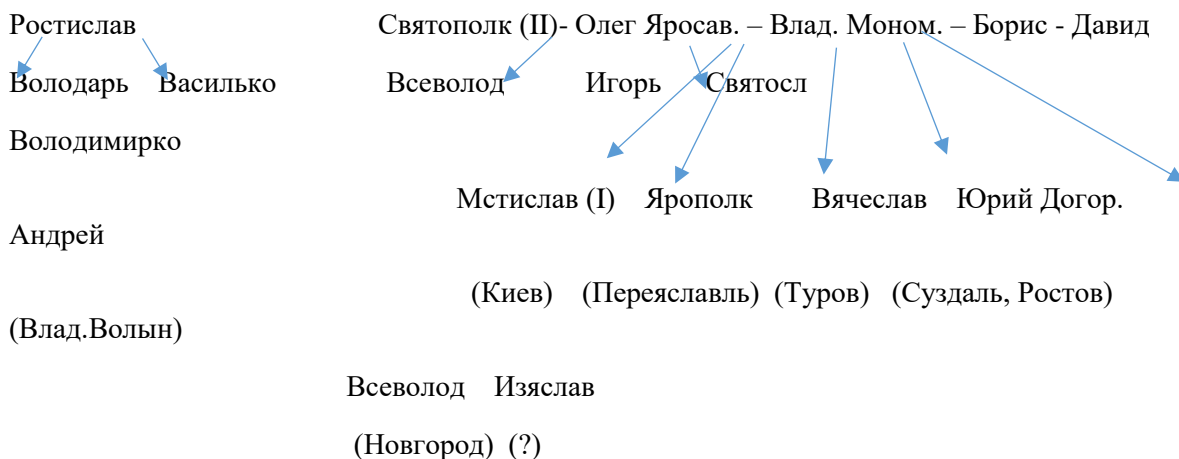 Ростислав Святополк (II)- Олег Яросав. – Влад. Моном. – Борис - Давид
Володарь Василько Всеволод Игорь Святосл
Володимирко
Мстислав (I) Ярополк Вячеслав Юрий Догор.
Андрей
(Киев) (Переяславль) (Туров) (Суздаль, Ростов)
(Влад.Волын)
Всеволод Изяслав
(Новгород) (?)